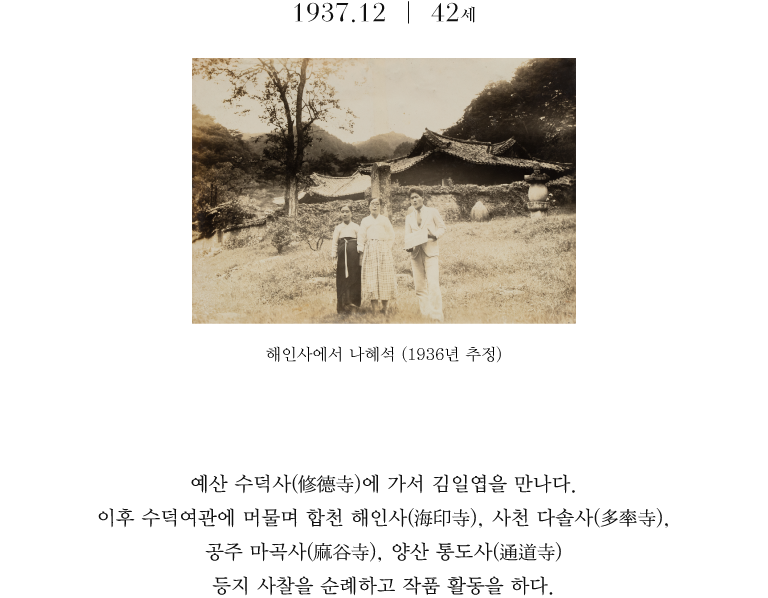 1937.12 | 42세
해인사에서 나혜석 (1936년 추정)
예산 수덕사(修德寺)에 가서 김일엽을 만나다.
이후 수덕여관에 머물며 합천 해인사(海印寺), 사천 다솔사(多率寺),
공주 마곡사(麻谷寺), 양산 통도사(通道寺)
등지 사찰을 순례하고 작품 활동을 하다.